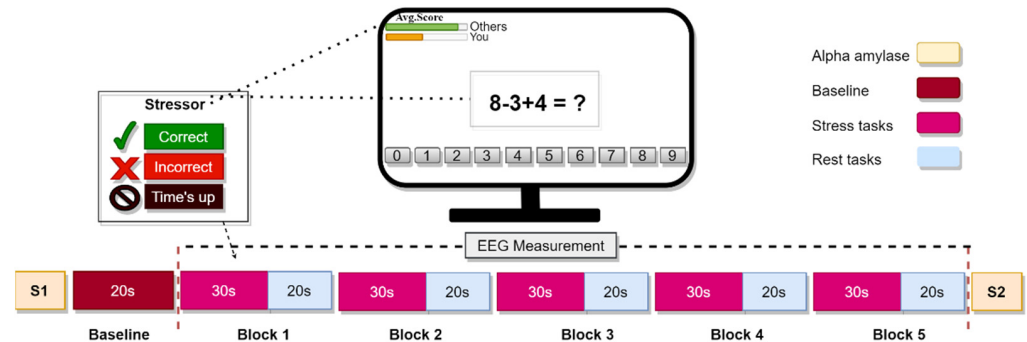 Avg.Score
Others
You
8-3+4 = ?
0 1 2 3 4 5 6 7 8 9
Stressor
Correct
Incorrect
Time's up
Alpha amylase
Baseline
Stress tasks
Rest tasks
EEG Measurement
S1 20s 30s 20s 30s 20s 30s 20s 30s 20s 30s 20s S2
Baseline Block 1 Block 2 Block 3 Block 4 Block 5